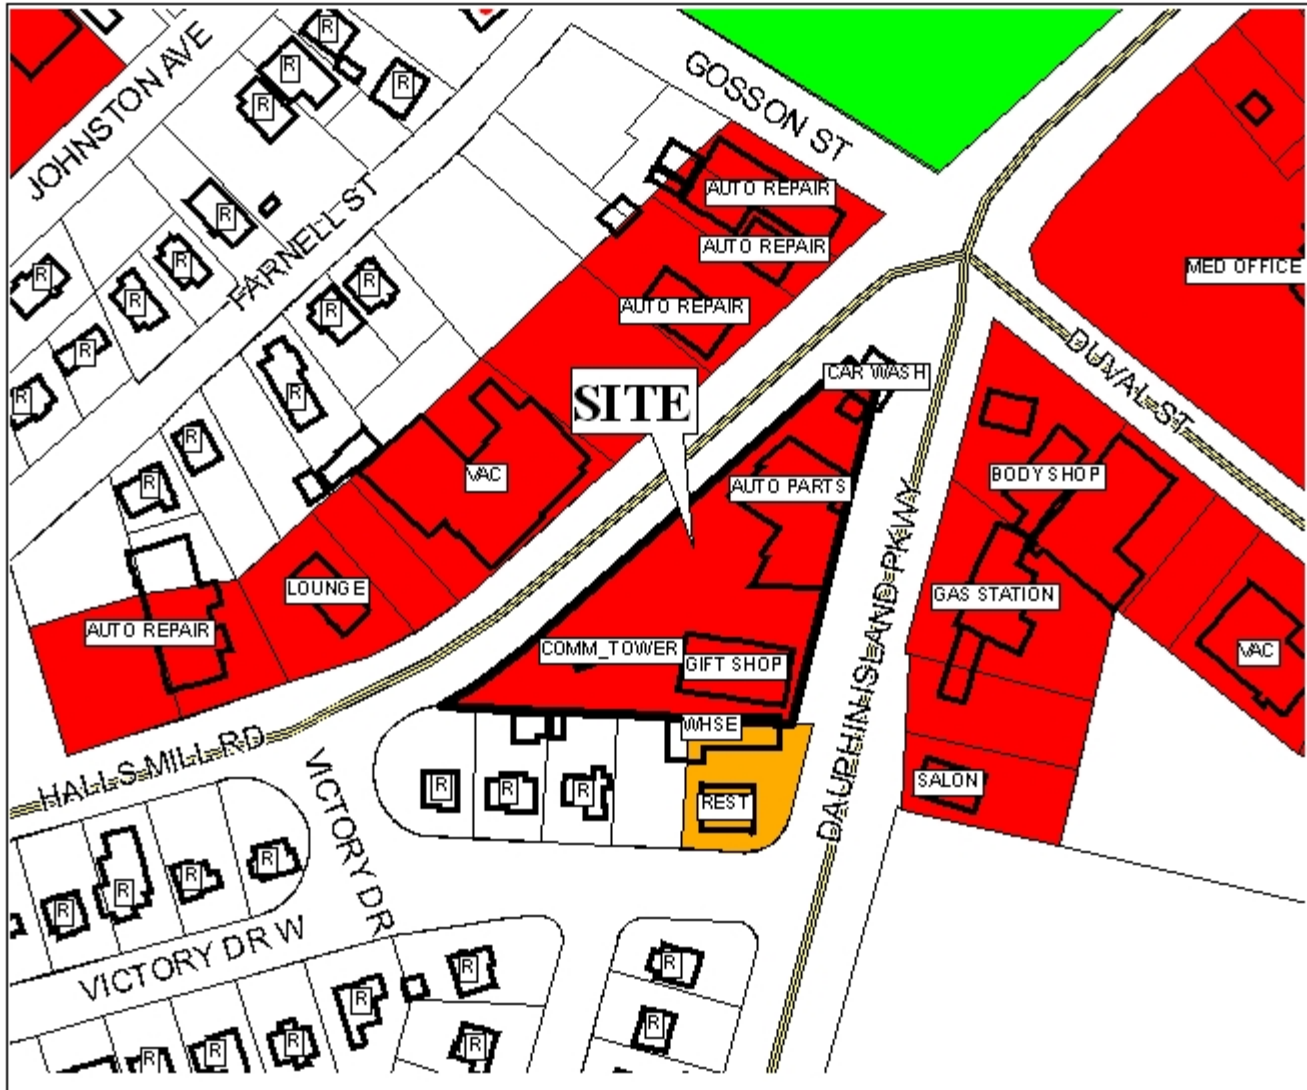 JOHNSTON AVE
GOSSON ST
R
R
R
R
AUTO REPAIR
R
FARNELL ST
AUTO REPAIR
R
R
MED OFFICE
R
R
R
AUTO REPAIR
R
DUVAL ST
R
CAR WASH
SITE
R
R
R
VAC
BODY SHOP
R
AUTO PARTS
LOUNGE
GAS STATION
AUTO REPAIR
COMM_TOWER
GIFT SHOP
VAC
DAUPHIN ISLAND PKWY
WHSE
HALLS MILL RD
VICTORY DR
R
R
R
SALON
REST
R
R
R
R
VICTORY DR W
R
R
R
R
R
R
R
R